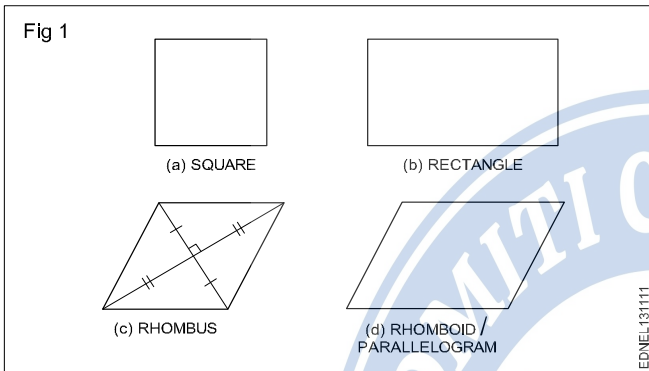 Fig 1
(a) SQUARE
(b) RECTANGLE
(c) RHOMBUS
(d) RHOMBOID /
PARALLELOGRAM
EDNEL131111